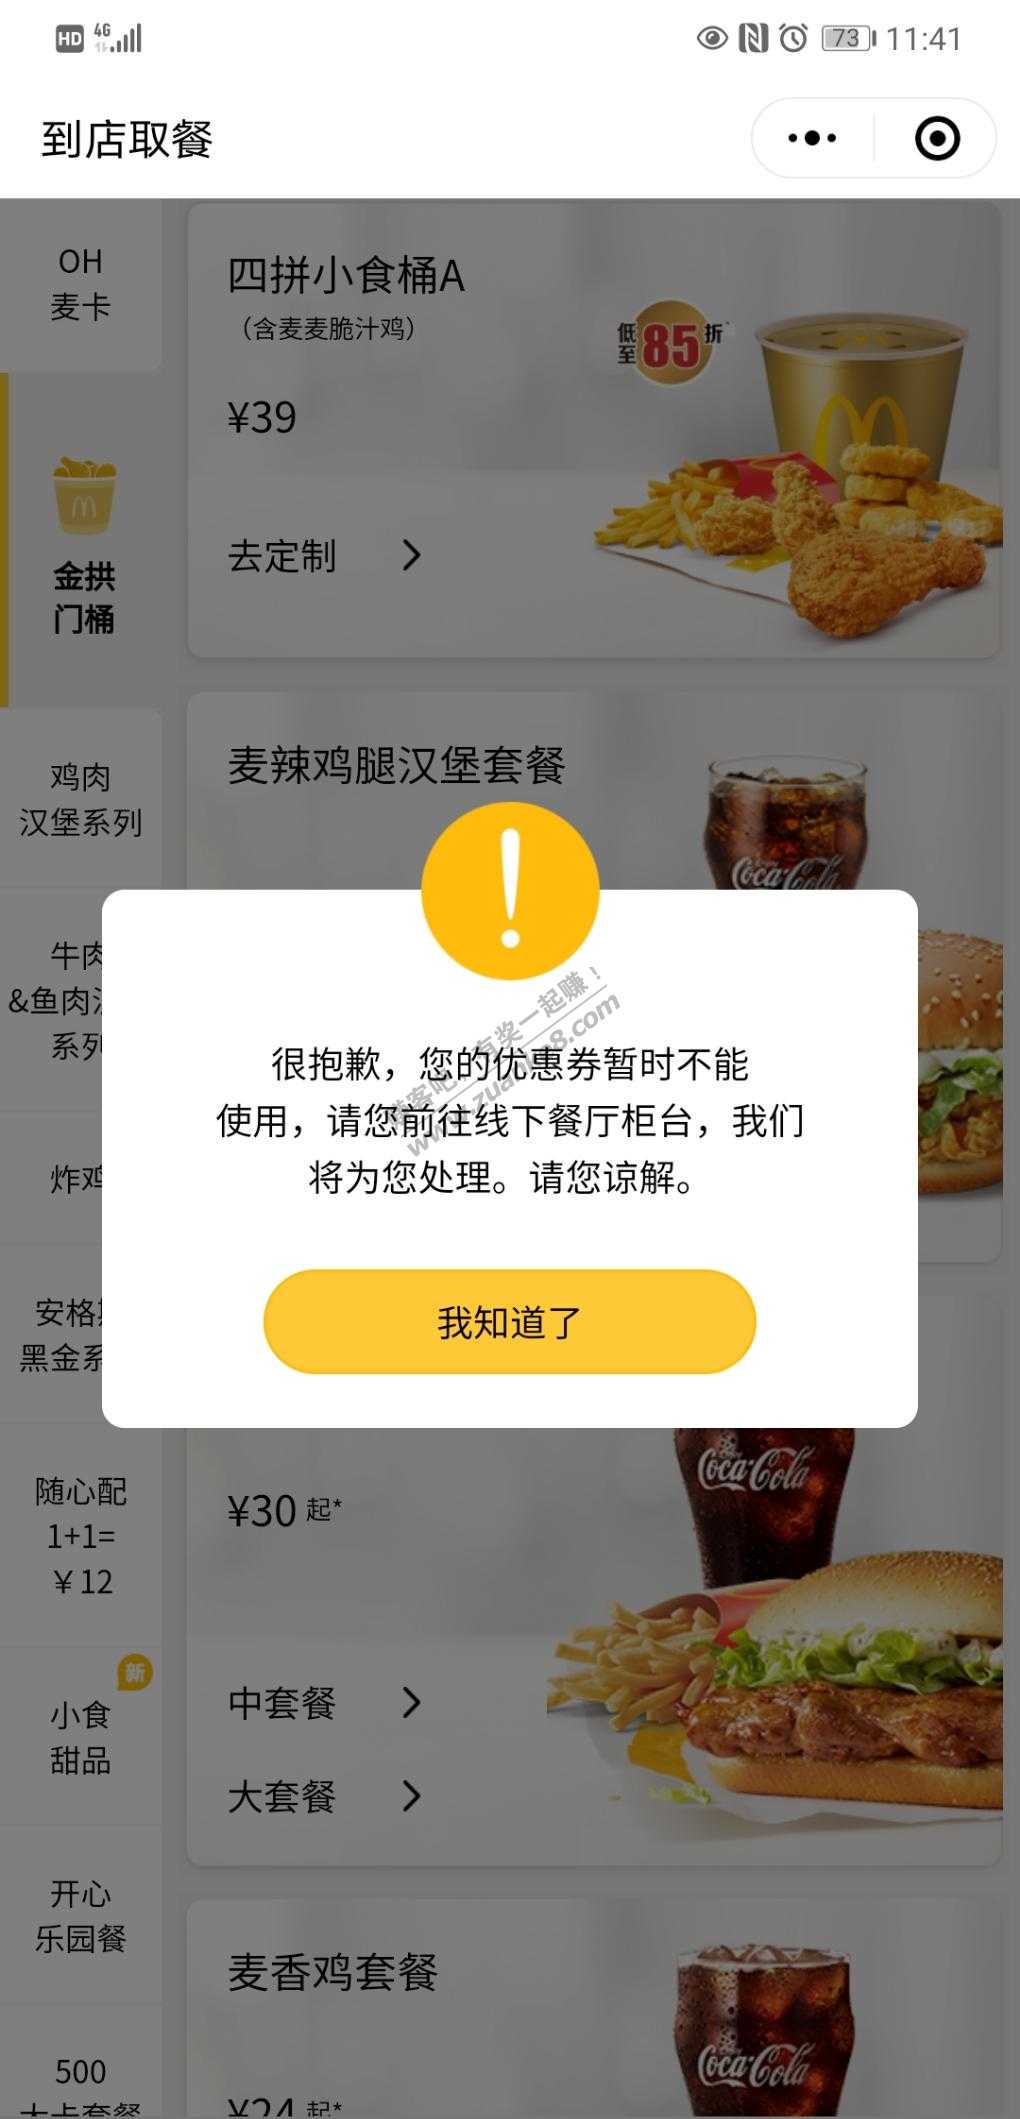 HD 4G 73 11:41
到店取餐
OH
麦卡
金拱
门桶
鸡肉
汉堡系列
牛肉
&鱼肉
系列
炸鸡
安格
黑金系
随心配
1+1=
¥12
新
小食
甜品
开心
乐园餐
500
大卡套餐
四拼小食桶A
（含麦麦脆汁鸡）
¥39
低至85折*
去定制
麦辣鸡腿汉堡套餐
Coca-Cola
很抱歉，您的优惠券暂时不能
使用，请您前往线下餐厅柜台，我们
将为您处理。请您谅解。
赚客吧，有奖一起赚！
www.zuanke8.com
我知道了
¥30 起*
Coca-Cola
中套餐
大套餐
麦香鸡套餐
Coca-Cola
¥24 起*